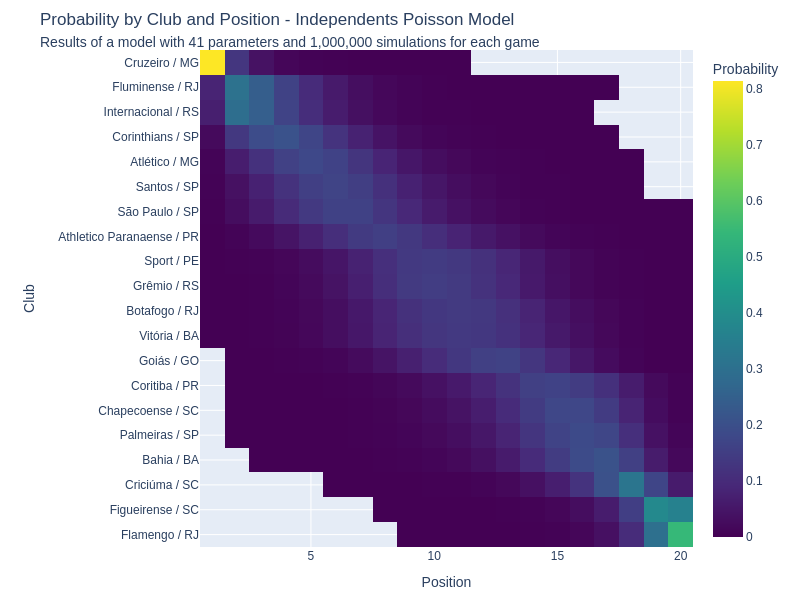 Probability by Club and Position - Independents Poisson Model
Results of a model with 41 parameters and 1,000,000 simulations for each game
Probability
Cruzeiro / MG
Fluminense / RJ
Internacional / RS
Corinthians / SP
Atlético / MG
Santos / SP
São Paulo / SP
Athletico Paranaense / PR
Sport / PE
Grêmio / RS
Botafogo / RJ
Vitória / BA
Goiás / GO
Coritiba / PR
Chapecoense / SC
Palmeiras / SP
Bahia / BA
Criciúma / SC
Figueirense / SC
Flamengo / RJ
Club
5
10
15
20
Position
0.8
0.7
0.6
0.5
0.4
0.3
0.2
0.1
0